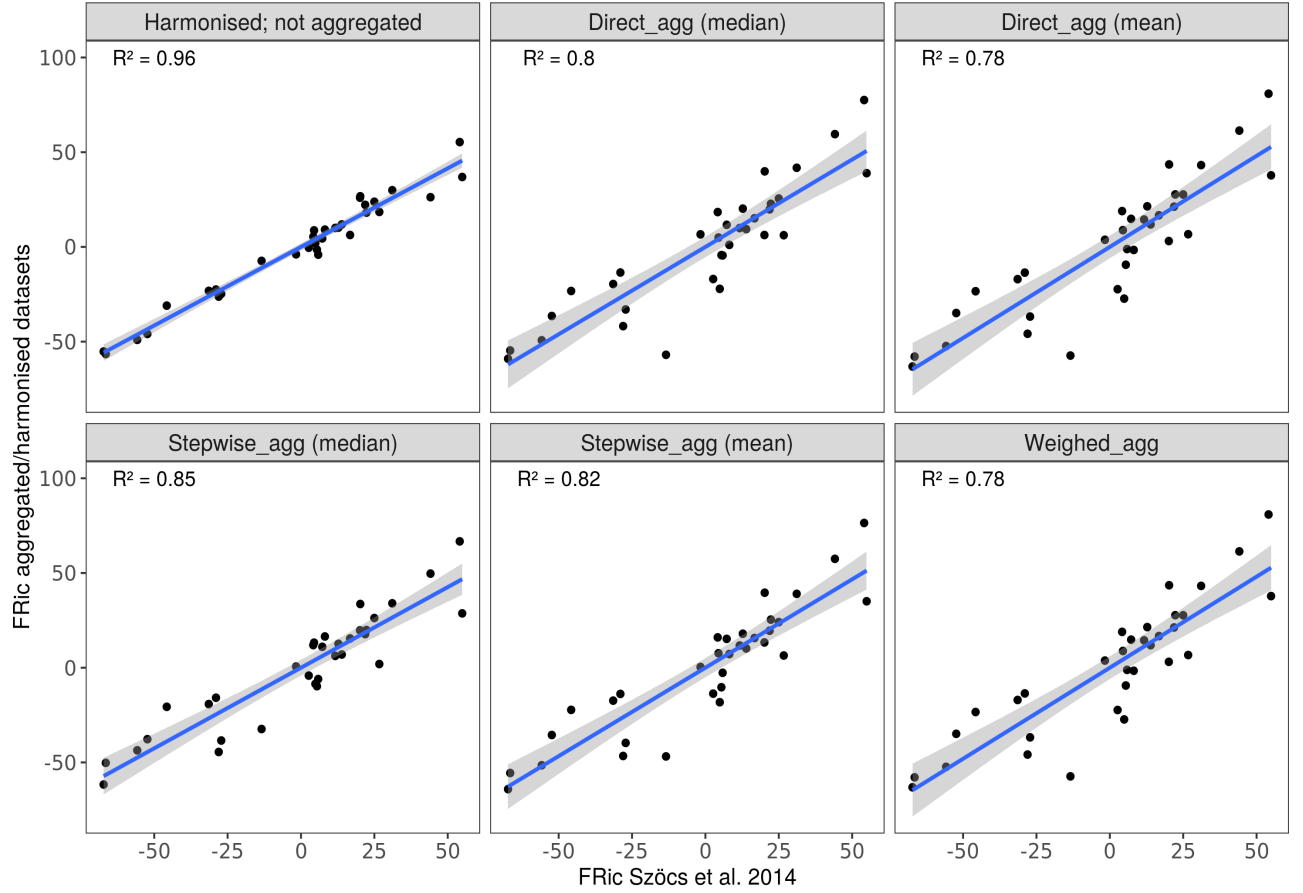 Harmonised; not aggregated
Direct_agg (median)
Direct_agg (mean)
R² = 0.96
R² = 0.8
R² = 0.78
100
50
0
-50
Stepwise_agg (median)
Stepwise_agg (mean)
Weighed_agg
R² = 0.85
R² = 0.82
R² = 0.78
100
50
0
-50
-50 -25 0 25 50
-50 -25 0 25 50
-50 -25 0 25 50
FRic Szöcs et al. 2014
FRic aggregated/harmonised datasets